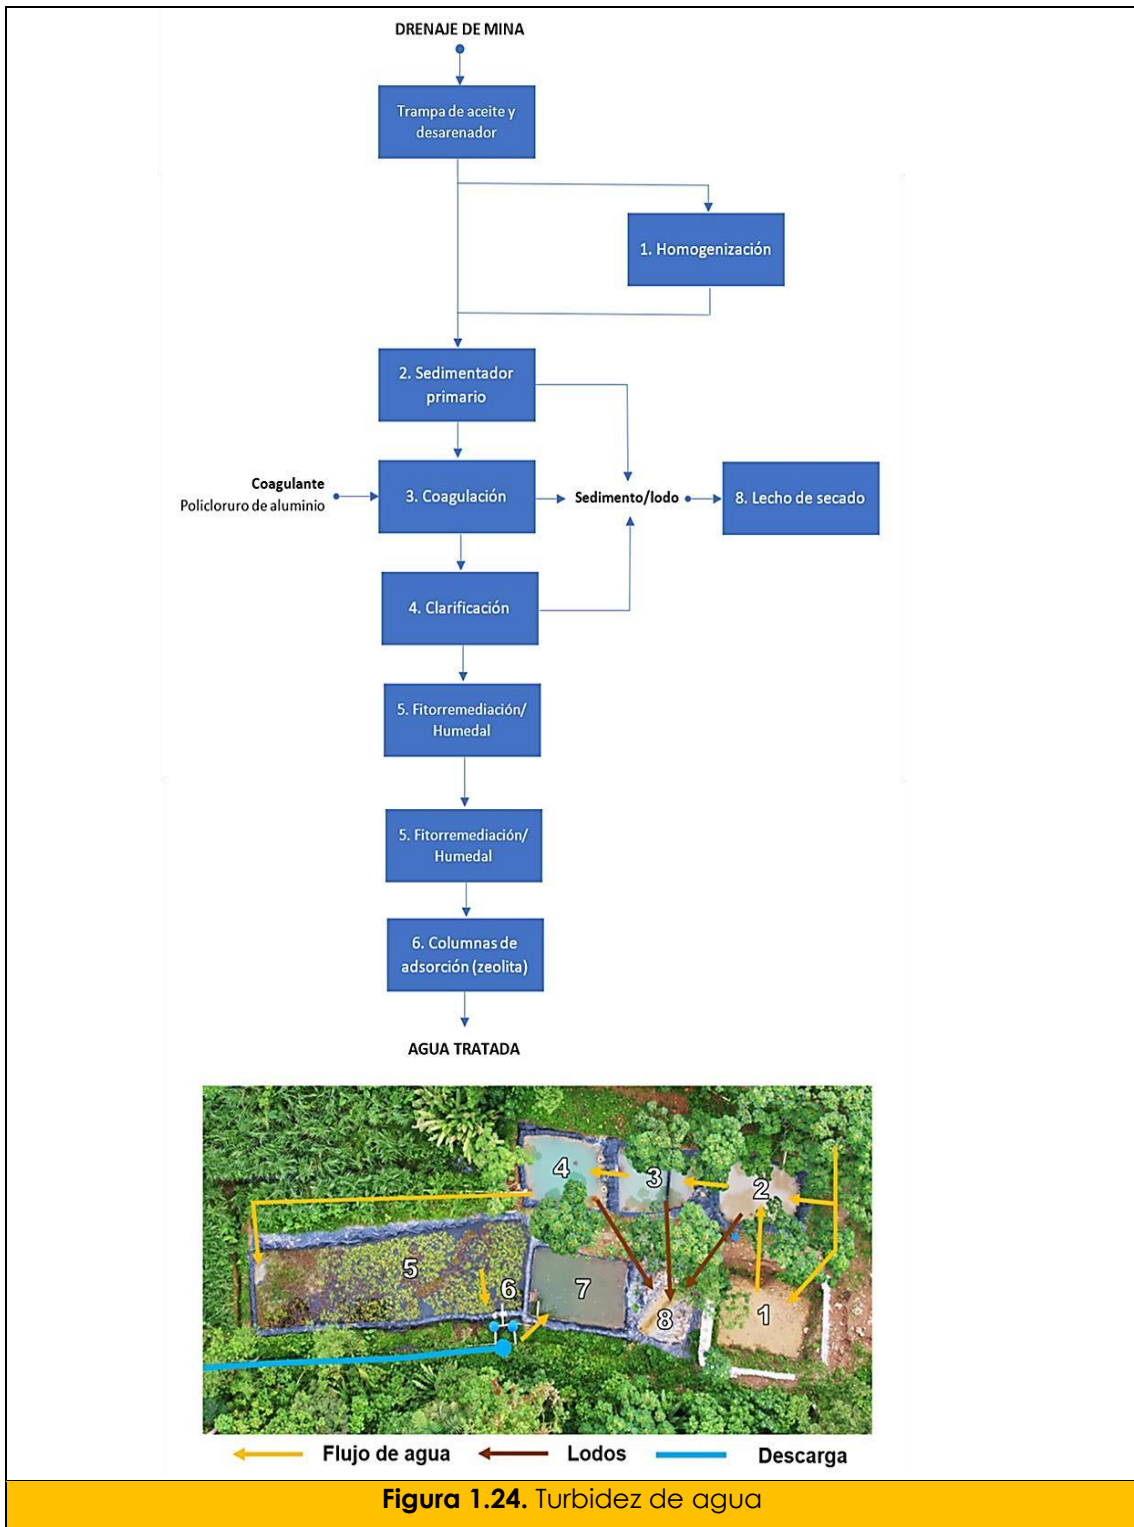 DRENAJE DE MINA
Trampa de aceite y
desarenador
1. Homogenización
2. Sedimentador
primario
Coagulante
Policloruro de aluminio
3. Coagulación
Sedimento/lodo
8. Lecho de secado
4. Clarificación
5. Fitorremediación/
Humedal
5. Fitorremediación/
Humedal
6. Columnas de
adsorción (zeolita)
AGUA TRATADA
4
3
2
5
6
7
8
1
Flujo de agua
Lodos
Descarga
Figura 1.24. Turbidez de agua